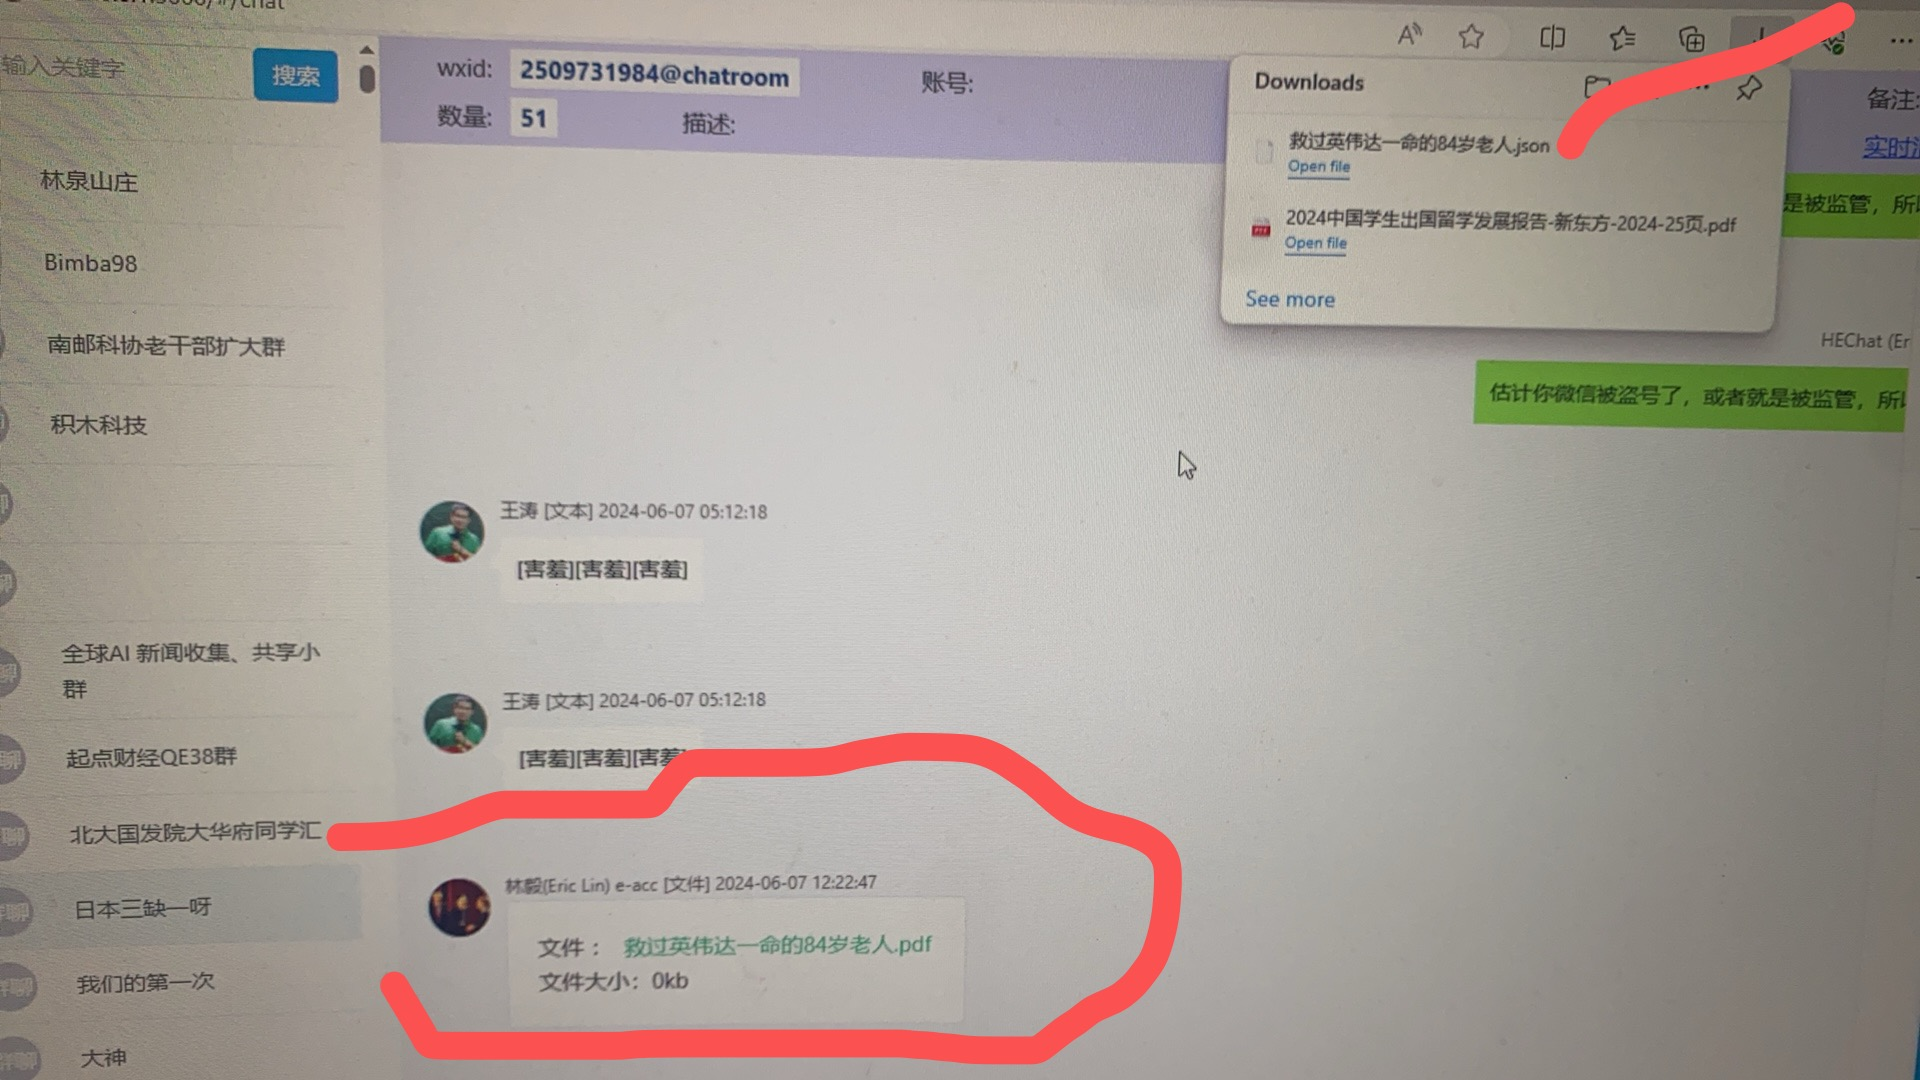 输入关键字
搜索
林泉山庄
Bimba98
南邮科协老干部扩大群
积木科技
全球AI 新闻收集、共享小
群
起点财经QE38群
北大国发院大华府同学汇
日本三缺一呀
我们的第一次
大神
wxid: 2509731984@chatroom
账号:
数量: 51
描述:
备注:
Downloads
救过英伟达一命的84岁老人.json
Open file
2024中国学生出国留学发展报告-新东方-2024-25页.pdf
Open file
See more
是被监管，所
HEChat
估计你微信被盗号了，或者就是被监管，所
王涛 [文本] 2024-06-07 05:12:18
[害羞][害羞][害羞]
王涛 [文本] 2024-06-07 05:12:18
[害羞][害羞][害羞
林毅(Eric Lin) e-acc [文件] 2024-06-07 12:22:47
文件： 救过英伟达一命的84岁老人.pdf
文件大小：0kb